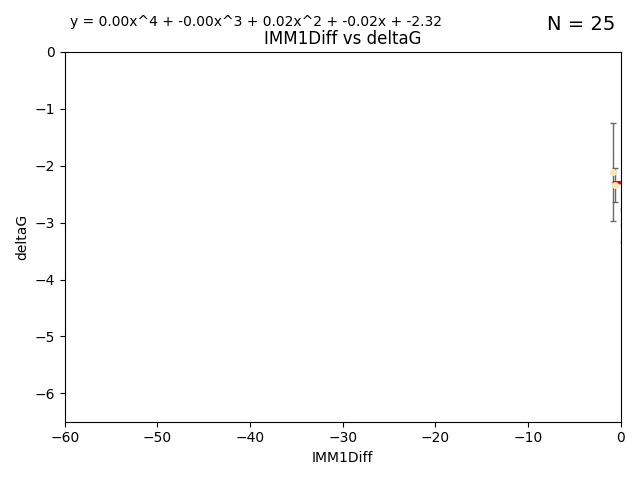 y = 0.00x^4 + -0.00x^3 + 0.02x^2 + -0.02x + -2.32
N = 25
IMM1Diff vs deltaG
0
−1
−2
−3
−4
−5
−6
deltaG
−60 −50 −40 −30 −20 −10 0
IMM1Diff